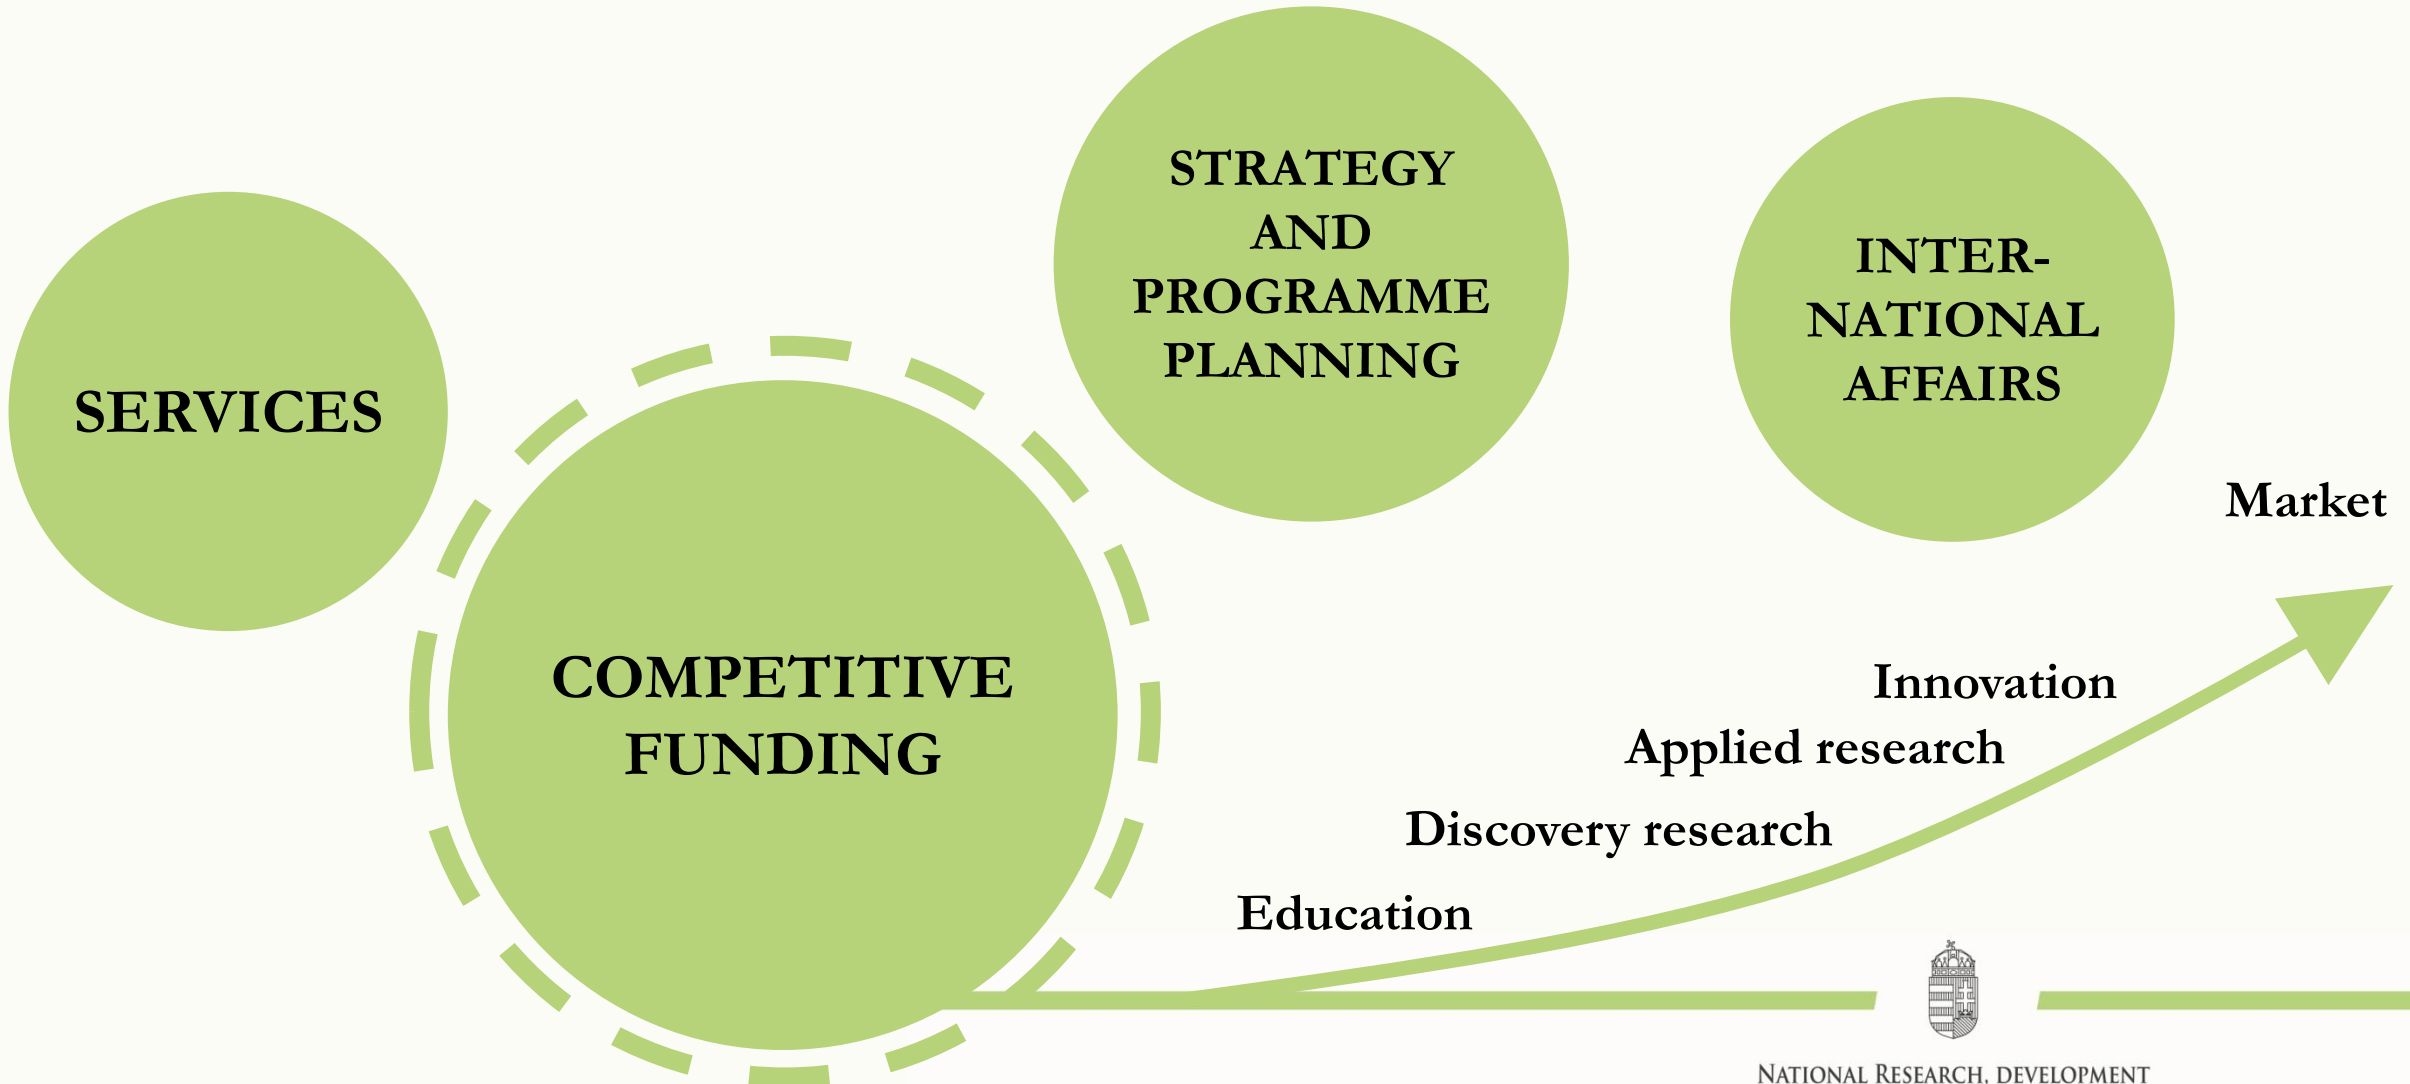 SERVICES
COMPETITIVE
FUNDING
STRATEGY
AND
PROGRAMME
PLANNING
INTER-
NATIONAL
AFFAIRS
Market
Innovation
Applied research
Discovery research
Education
NATIONAL RESEARCH, DEVELOPMENT